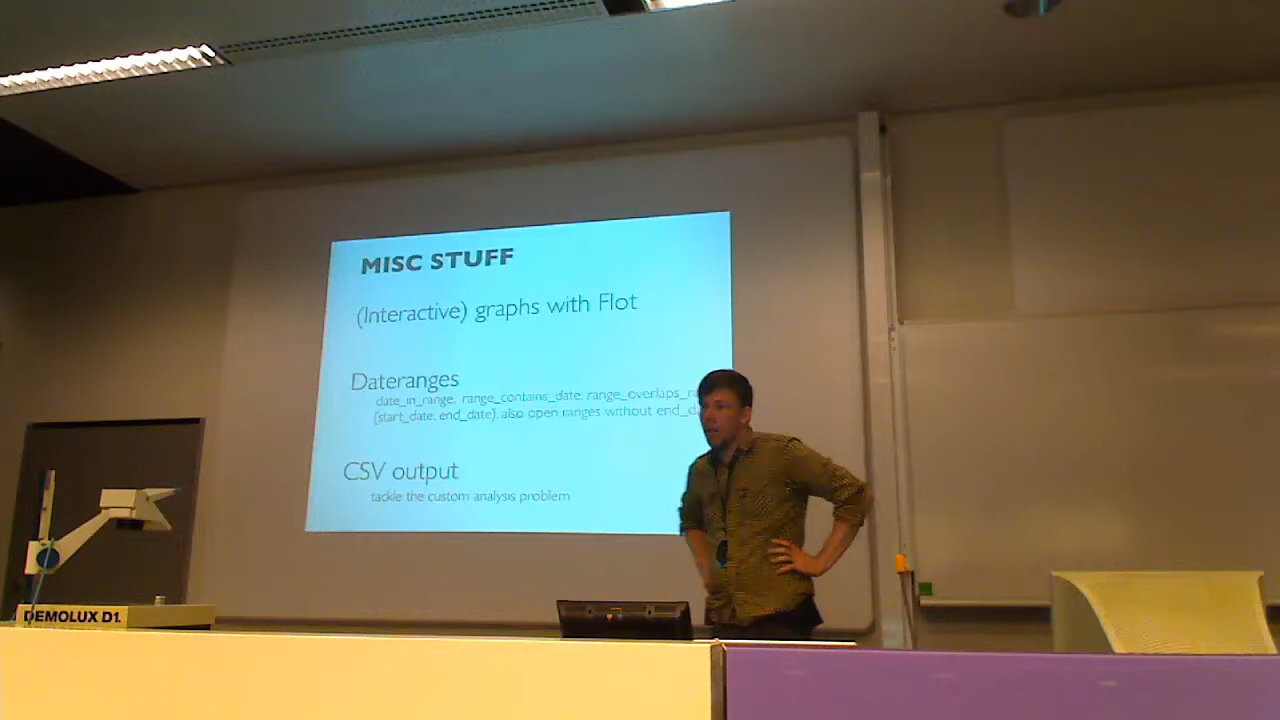 MISC STUFF
(Interactive) graphs with Flot
Dateranges
date_in_range, range_contains_date, range_overlaps_
[start_date, end_date], also open ranges without
CSV output
tackle the custom analysis problem
DEMOLUX D1.